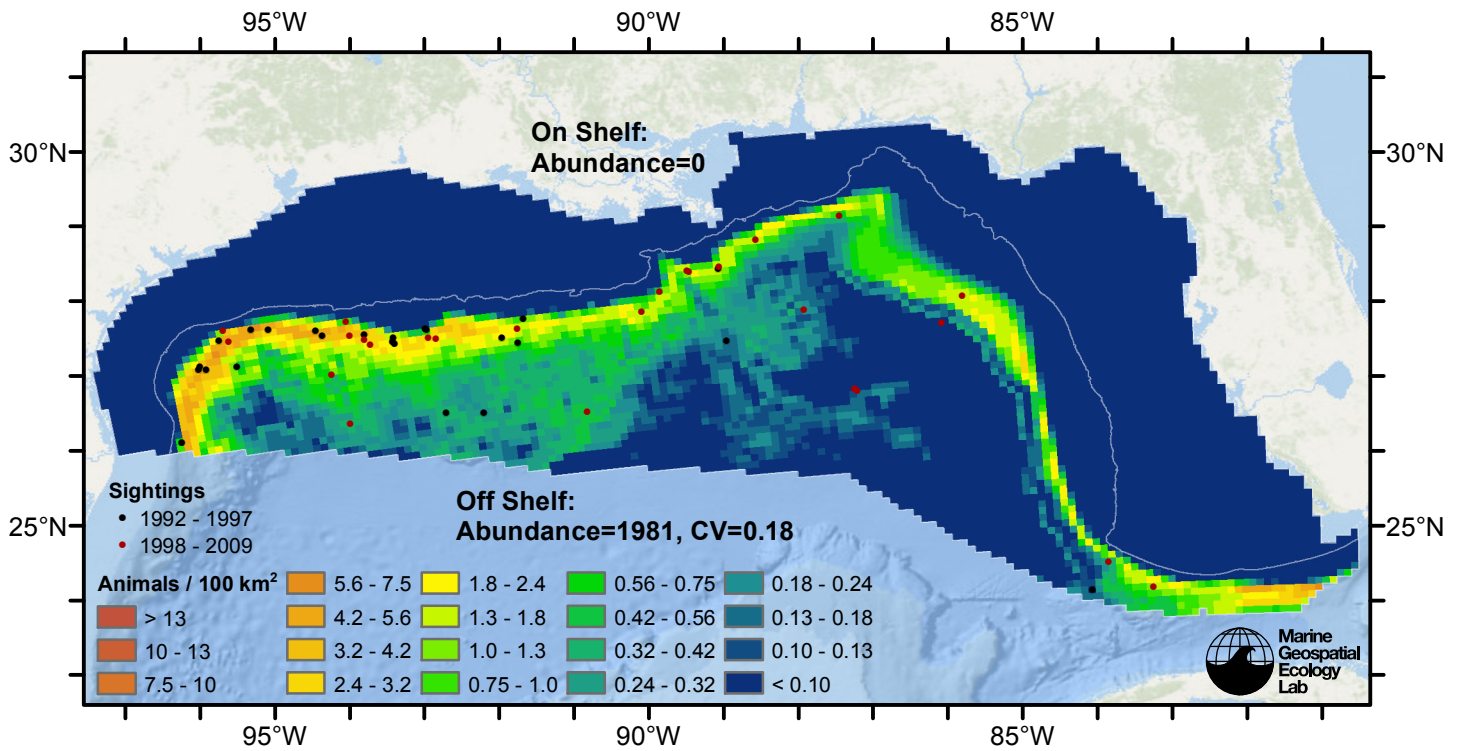 95°W 90°W 85°W
On Shelf:
Abundance=0
30°N 30°N
Sightings
1992 - 1997
1998 - 2009
Off Shelf:
Abundance=1981, CV=0.18
25°N 25°N
Animals / 100 km²
> 13
10 - 13
7.5 - 10
5.6 - 7.5
4.2 - 5.6
3.2 - 4.2
2.4 - 3.2
1.8 - 2.4
1.3 - 1.8
1.0 - 1.3
0.75 - 1.0
0.56 - 0.75
0.42 - 0.56
0.32 - 0.42
0.24 - 0.32
0.18 - 0.24
0.13 - 0.18
0.10 - 0.13
< 0.10
Marine
Geospatial
Ecology
Lab
95°W 90°W 85°W